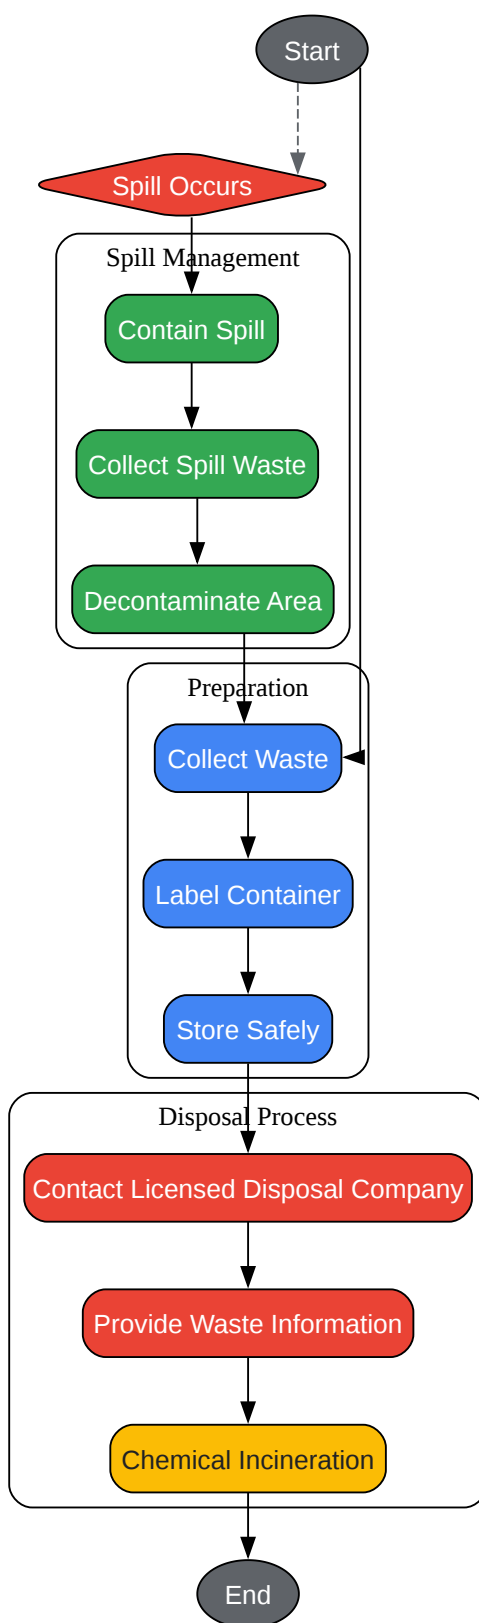 Start
Spill Occurs
Spill Management
Contain Spill
Collect Spill Waste
Decontaminate Area
Preparation
Collect Waste
Label Container
Store Safely
Disposal Process
Contact Licensed Disposal Company
Provide Waste Information
Chemical Incineration
End